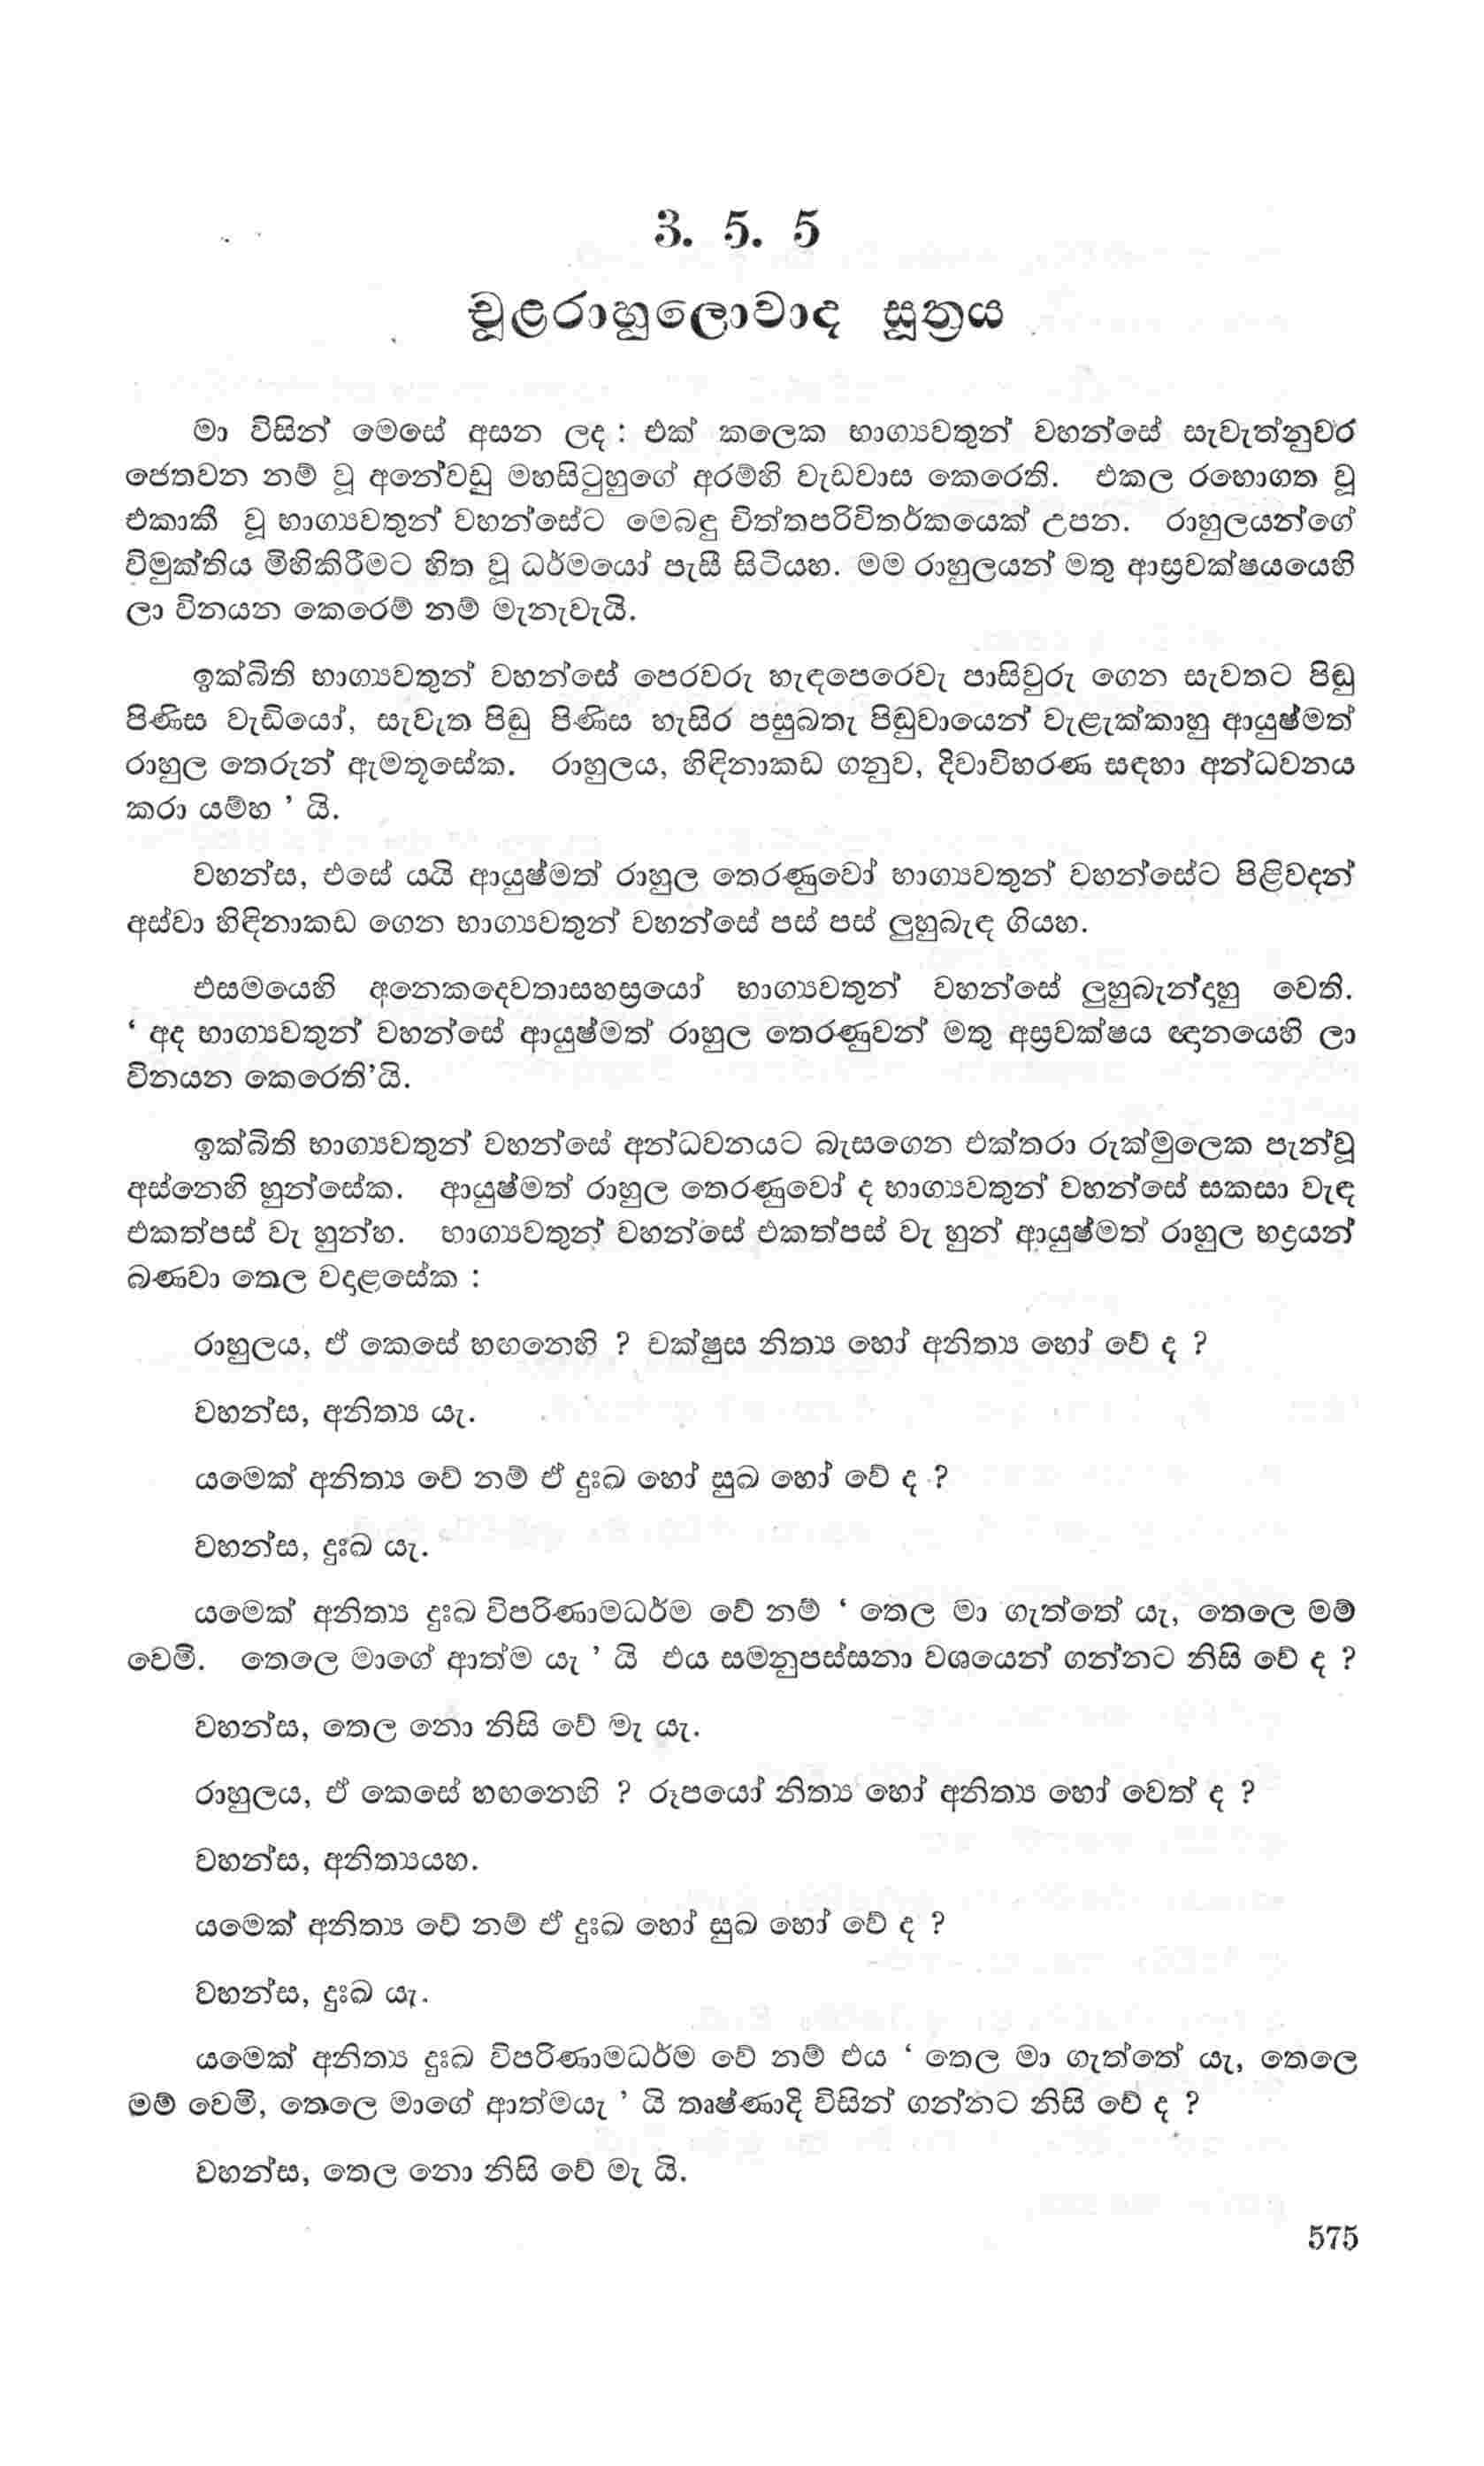 3. 5. 5
චූළරාහුලොවාද සූත්‍රය
මා විසින් මෙසේ අසන ලද : එක් කලෙක භාග්‍යවතුන් වහන්සේ සැවැත්නුවර
ජෙතවන නම් වූ අනේවඩු මහසිටුහුගේ අරම්හි වැඩවාස කෙරෙති. එකල රහොගත වූ
එකාකී වූ භාග්‍යවතුන් වහන්සේට මෙබඳු චිත්තපරිවිතර්කයෙක් උපන. රාහුලයන්ගේ
විමුක්තිය මිහිකිරීමට හිත වූ ධර්මයෝ පැසී සිටියහ. මම රාහුලයන් මතු ආස්‍රවක්ෂයයෙහි
ලා විනයන කෙරෙම් නම් මැනැවැයි.
ඉක්බිති භාග්‍යවතුන් වහන්සේ පෙරවරු හැඳපෙරෙවැ පාසිවුරු ගෙන සැවතට පිඬු
පිණිස වැඩියෝ, සැවැත පිඬු පිණිස හැසිර පසුබතැ පිඬුවායෙන් වැළැක්කාහු ආයුෂ්මත්
රාහුල තෙරුන් ඇමතූසේක. රාහුලය, හිඳිනාකඩ ගනුව, දිවාවිහරණ සඳහා අන්ධවනය
කරා යම්හ ’ යි.
වහන්ස, එසේ යයි ආයුෂ්මත් රාහුල තෙරණුවෝ භාග්‍යවතුන් වහන්සේට පිළිවදන්
අස්වා හිඳිනාකඩ ගෙන භාග්‍යවතුන් වහන්සේ පස් පස් ලුහුබැඳ ගියහ.
එසමයෙහි අනෙකදෙවතාසහස්‍රයෝ භාග්‍යවතුන් වහන්සේ ලුහුබැන්දාහු වෙති.
‘ අද භාග්‍යවතුන් වහන්සේ ආයුෂ්මත් රාහුල තෙරණුවන් මතු අස්‍රවක්ෂය ඥානයෙහි ලා
විනයන කෙරෙති’යි.
ඉක්බිති භාග්‍යවතුන් වහන්සේ අන්ධවනයට බැසගෙන එක්තරා රුක්මුලෙක පැන්වූ
අස්නෙහි හුන්සේක. ආයුෂ්මත් රාහුල තෙරණුවෝ ද භාග්‍යවතුන් වහන්සේ සකසා වැඳ
එකත්පස් වැ හුන්හ. භාග්‍යවතුන් වහන්සේ එකත්පස් වැ හුන් ආයුෂ්මත් රාහුල භද්‍රයන්
බණවා තෙල වදාළසේක :
රාහුලය, ඒ කෙසේ හඟනෙහි ? චක්ෂුස නිත්‍ය හෝ අනිත්‍ය හෝ වේ ද ?
වහන්ස, අනිත්‍ය යැ.
යමෙක් අනිත්‍ය වේ නම් ඒ දුඃඛ හෝ සුඛ හෝ වේ ද ?
වහන්ස, දුඃඛ යැ.
යමෙක් අනිත්‍ය දුඃඛ විපරිණාමධර්ම වේ නම් ‘ තෙල මා ගැත්තේ යැ, තෙලෙ මම්
වෙමි. තෙලෙ මාගේ ආත්ම යැ ’ යි එය සමනුපස්සනා වශයෙන් ගන්නට නිසි වේ ද ?
වහන්ස, තෙල නො නිසි වේ මැ යැ.
රාහුලය, ඒ කෙසේ හඟනෙහි ? රූපයෝ නිත්‍ය හෝ අනිත්‍ය හෝ වෙත් ද ?
වහන්ස, අනිත්‍යයහ.
යමෙක් අනිත්‍ය වේ නම් ඒ දුඃඛ හෝ සුඛ හෝ වේ ද ?
වහන්ස, දුඃඛ යැ.
යමෙක් අනිත්‍ය දුඃඛ විපරිණාමධර්ම වේ නම් එය ‘ තෙල මා ගැත්තේ යැ, තෙලෙ
මම් වෙමි, තෙලෙ මාගේ ආත්මයැ ’ යි තෘෂ්ණාදි විසින් ගන්නට නිසි වේ ද ?
වහන්ස, තෙල නො නිසි වේ මැ යි.
575